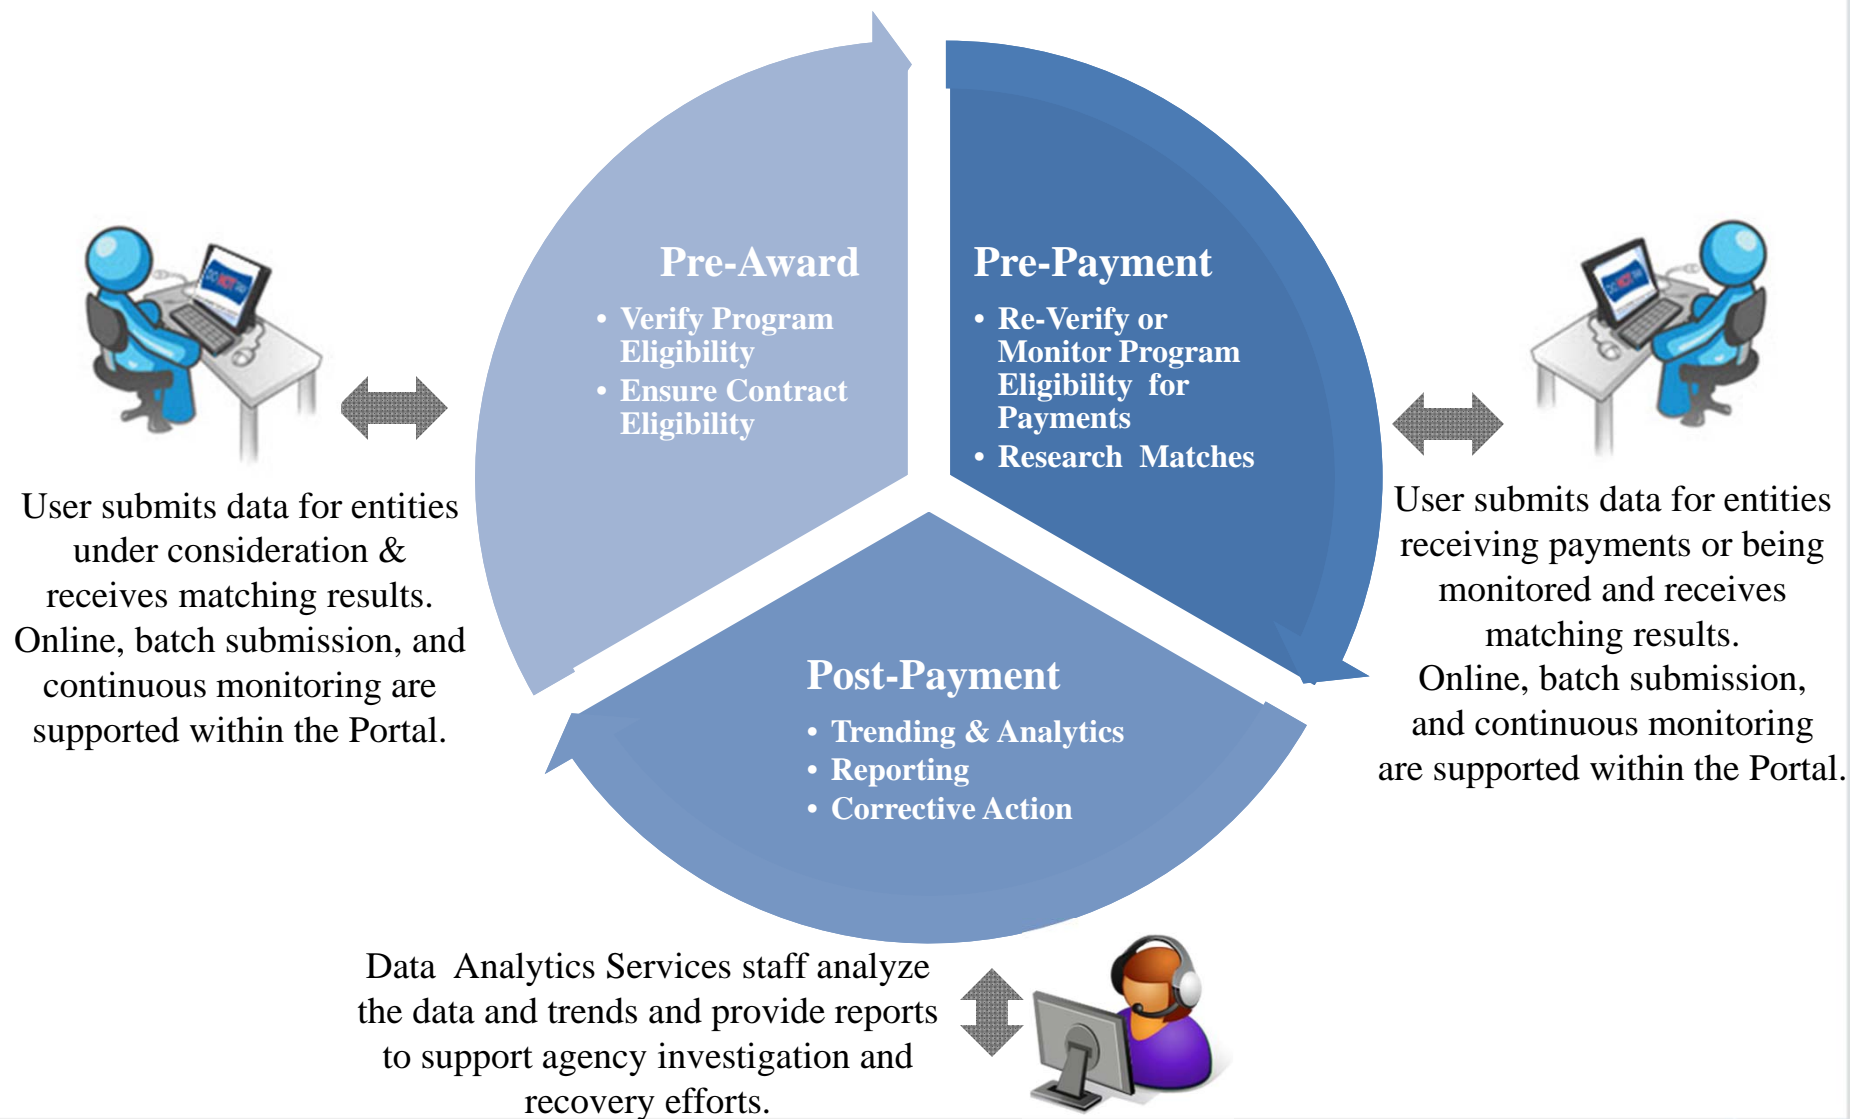 Pre-Award
• Verify Program
Eligibility
• Ensure Contract
Eligibility
Pre-Payment
• Re-Verify or
Monitor Program
Eligibility for
Payments
• Research Matches
User submits data for entities
under consideration &
receives matching results.
Online, batch submission, and
continuous monitoring are
supported within the Portal.
User submits data for entities
receiving payments or being
monitored and receives
matching results.
Online, batch submission,
and continuous monitoring
are supported within the Portal.
Post-Payment
• Trending & Analytics
• Reporting
• Corrective Action
Data Analytics Services staff analyze
the data and trends and provide reports
to support agency investigation and
recovery efforts.